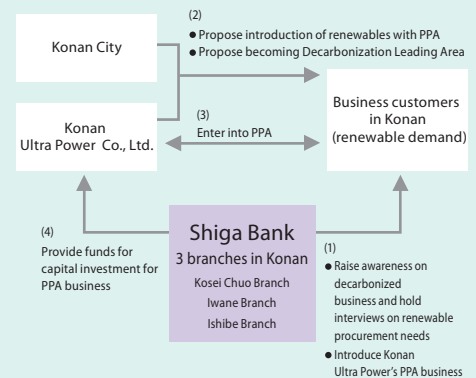 (2)
● Propose introduction of renewables with PPA
● Propose becoming Decarbonization Leading Area
Konan City
Konan
Ultra Power Co., Ltd.
(3)
Enter into PPA
Business customers
in Konan
(renewable demand)
(4)
Provide funds for
capital investment for
PPA business
Shiga Bank
3 branches in Konan
Kosei Chuo Branch
Iwane Branch
Ishibe Branch
(1)
● Raise awareness on
decarbonized
business and hold
interviews on renewable
procurement needs
● Introduce Konan
Ultra Power's PPA business